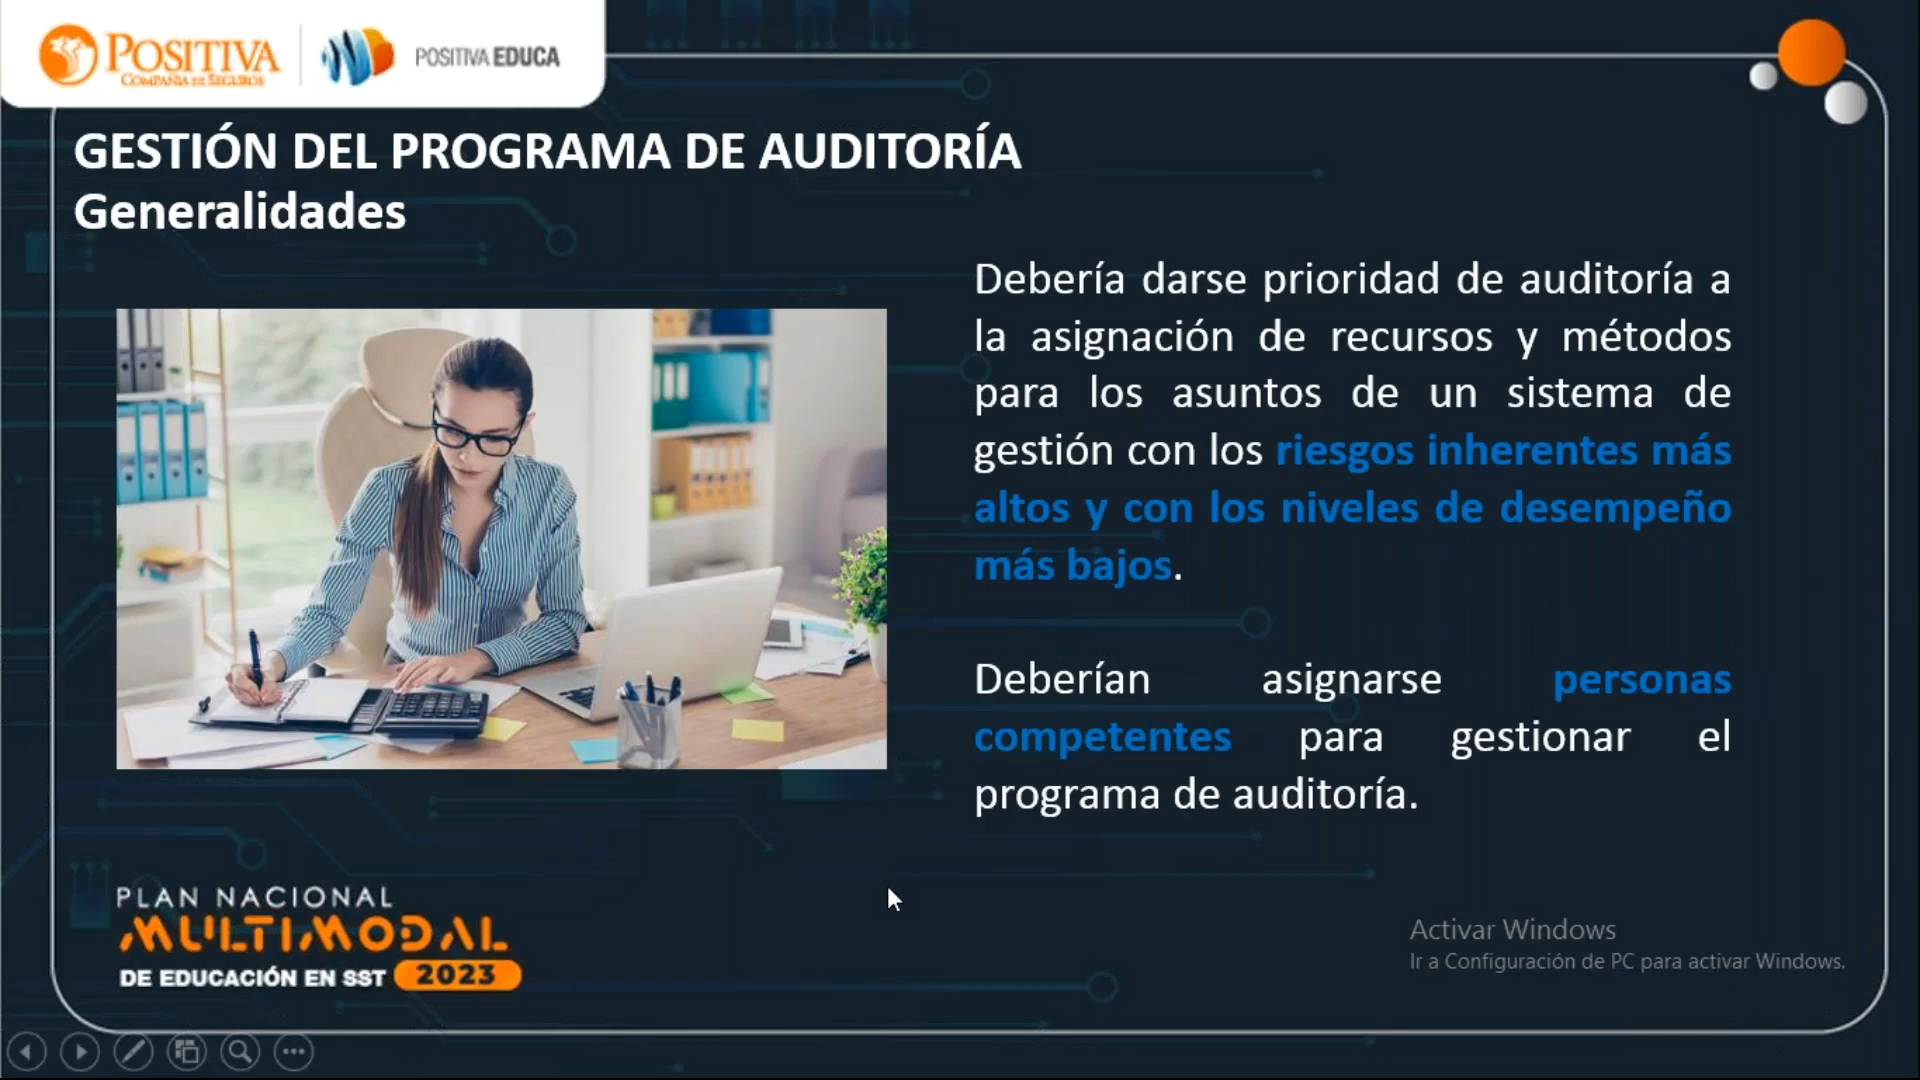 POSITIVA
COMPAÑIA DE SEGUROS
POSITIVA EDUCA
GESTIÓN DEL PROGRAMA DE AUDITORÍA
Generalidades
Debería darse prioridad de auditoría a
la asignación de recursos y métodos
para los asuntos de un sistema de
gestión con los riesgos inherentes más
altos y con los niveles de desempeño
más bajos.
Deberían asignarse personas
competentes para gestionar el
programa de auditoría.
PLAN NACIONAL
MULTIMODAL
DE EDUCACIÓN EN SST 2023
Activar Windows
Ir a Configuración de PC para activar Windows.